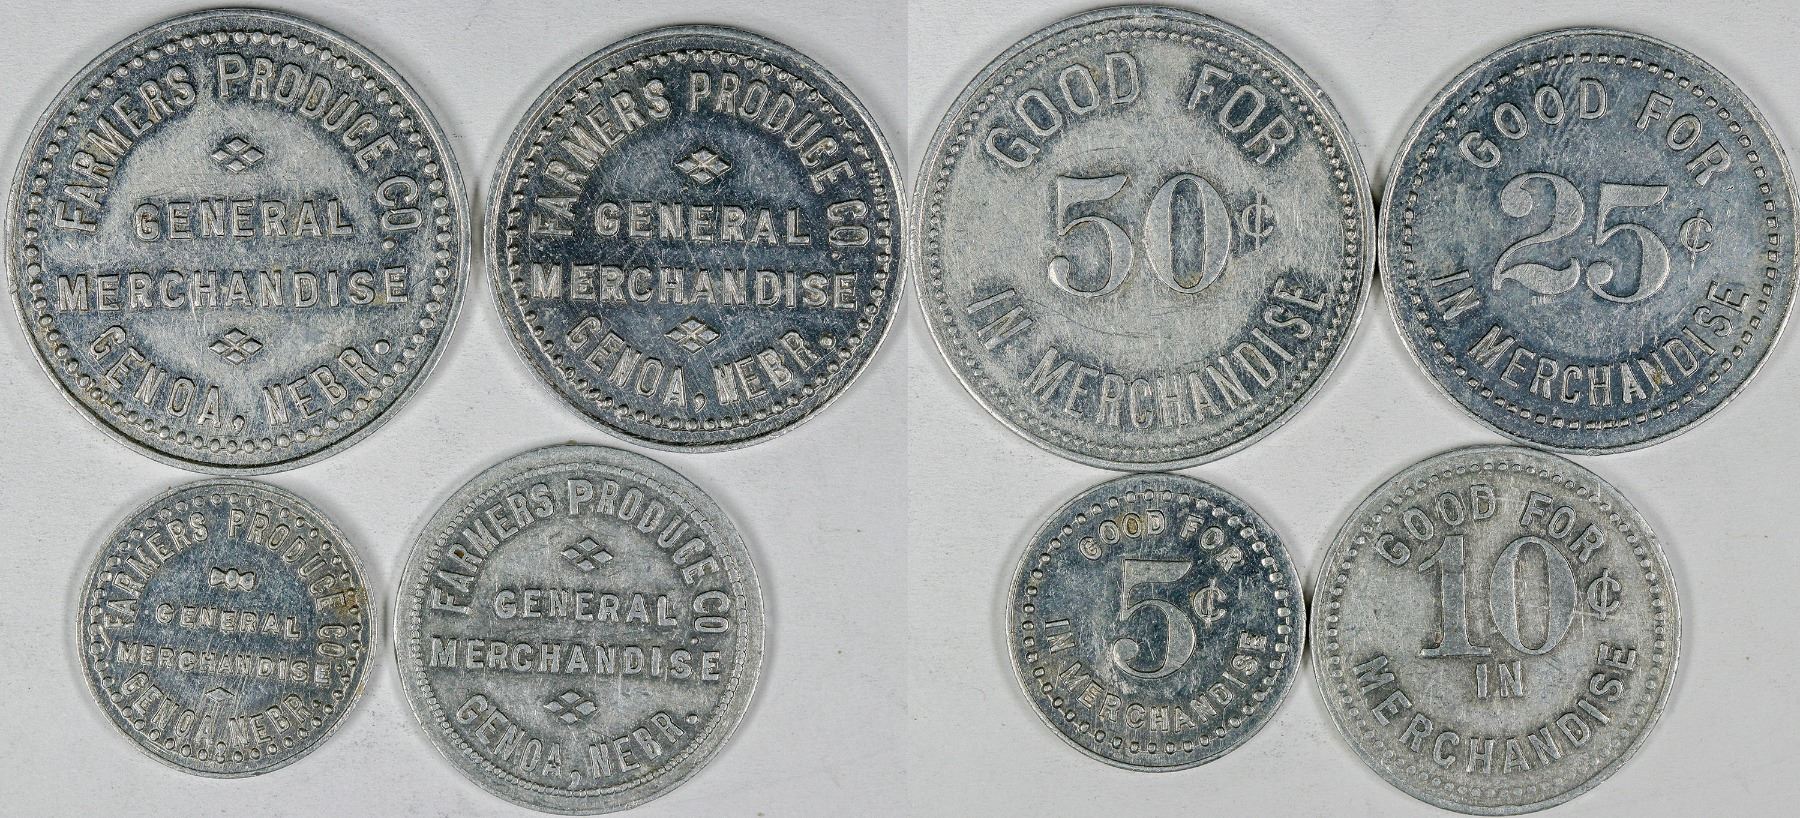 FARMERS PRODUCE CO.
GENERAL
MERCHANDISE
GENOA, NEBR.
FARMERS PRODUCE CO.
GENERAL
MERCHANDISE
GENOA, NEBR.
GOOD FOR
50¢
IN MERCHANDISE
GOOD FOR
25¢
IN MERCHANDISE
FARMERS PRODUCE CO.
GENERAL
MERCHANDISE
GENOA, NEBR.
FARMERS PRODUCE CO.
GENERAL
MERCHANDISE
GENOA, NEBR.
GOOD FOR
5¢
IN MERCHANDISE
GOOD FOR
10¢
IN
MERCHANDISE